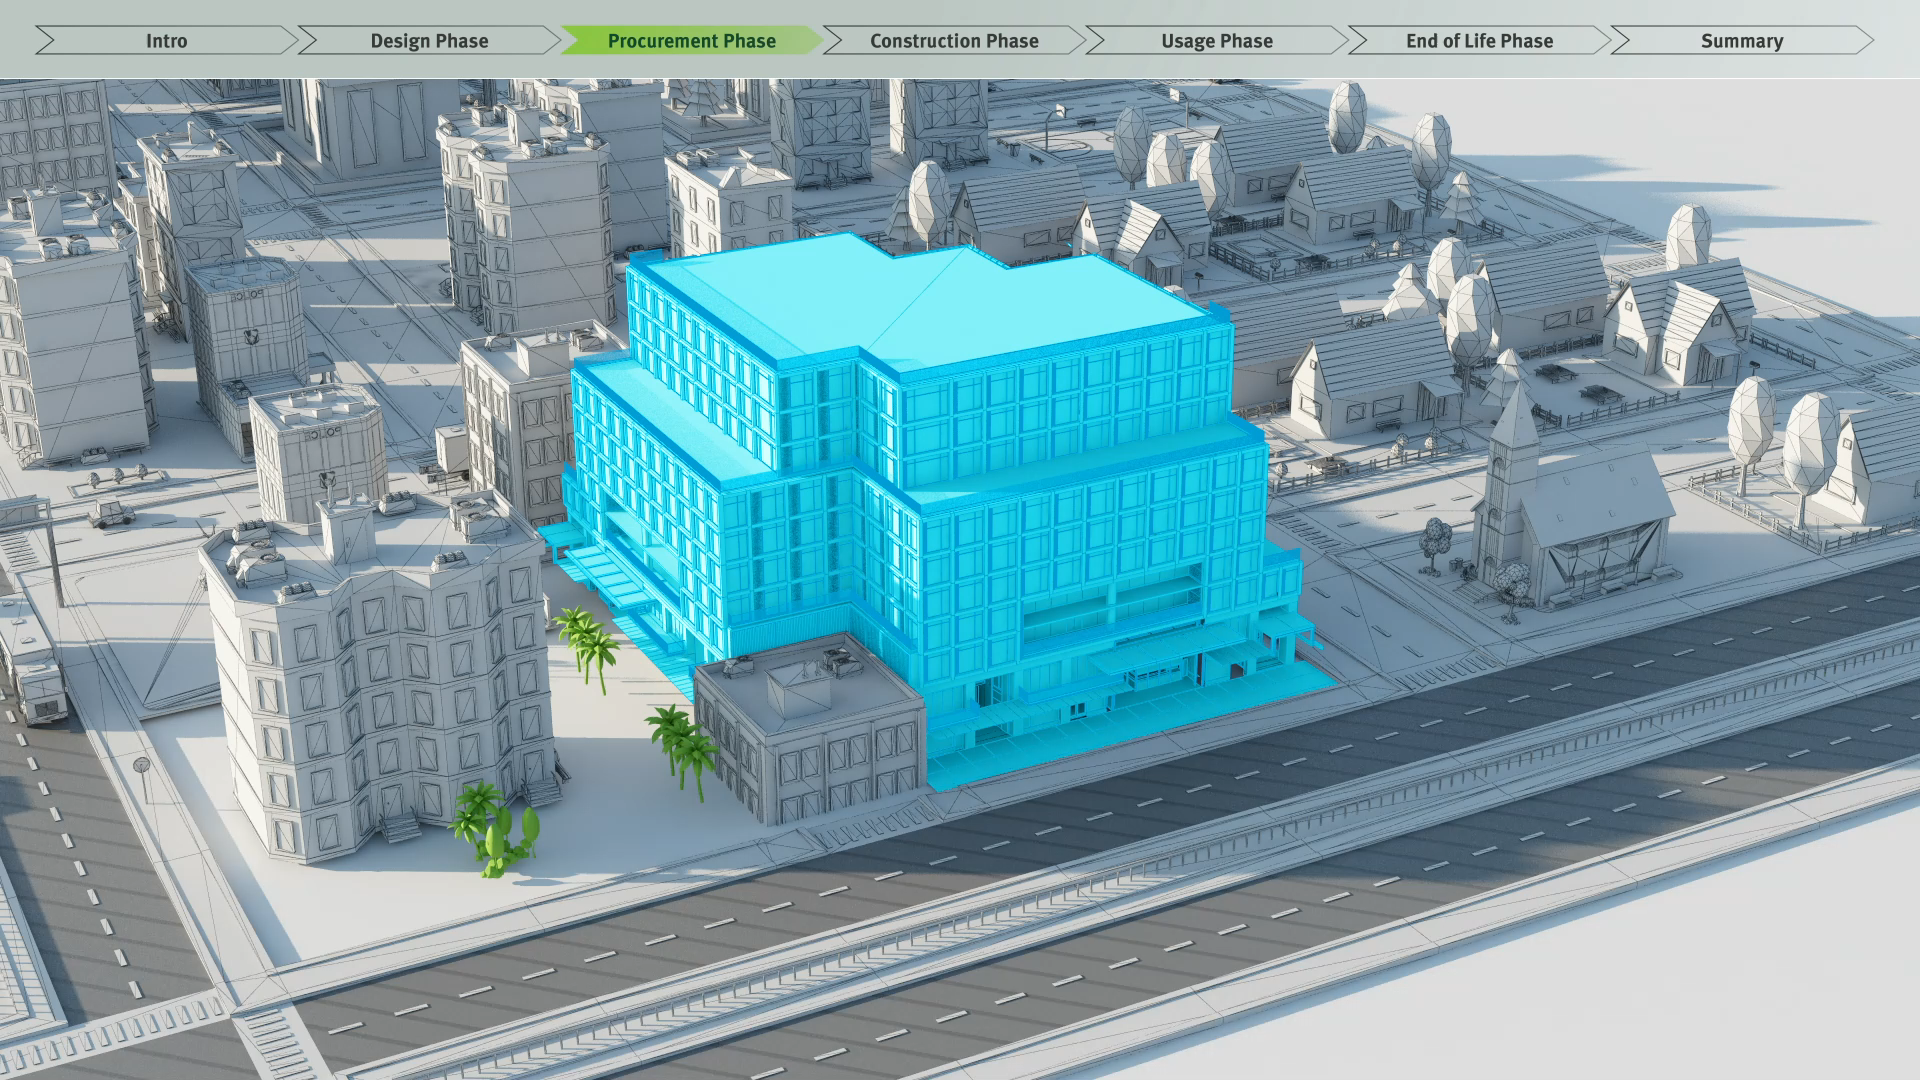 Intro
Design Phase
Procurement Phase
Construction Phase
Usage Phase
End of Life Phase
Summary